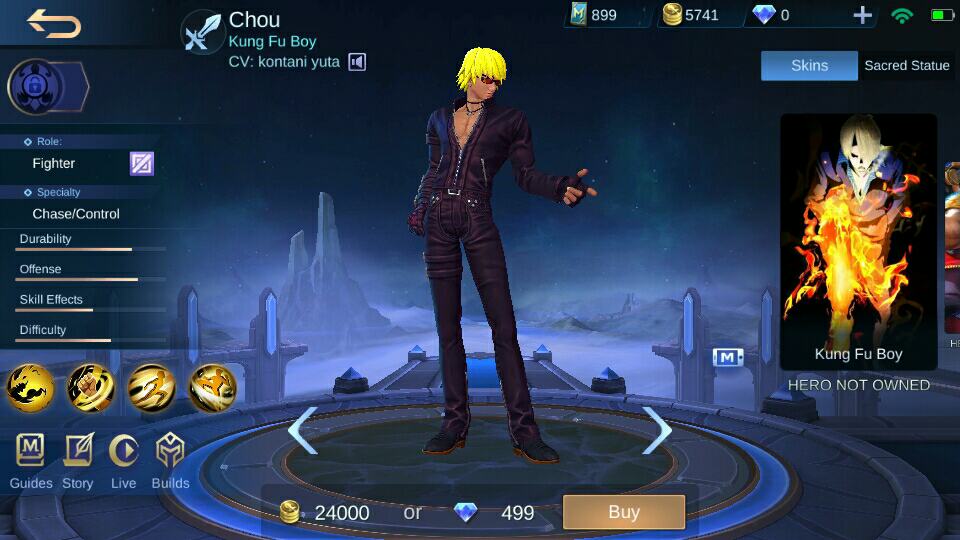 Chou
Kung Fu Boy
CV: kontani yuta
899
5741
0
Skins
Sacred Statue
Role:
Fighter
Specialty
Chase/Control
Durability
Offense
Skill Effects
Difficulty
M
Guides
Story
Live
Builds
M
Kung Fu Boy
HERO NOT OWNED
24000
or
499
Buy